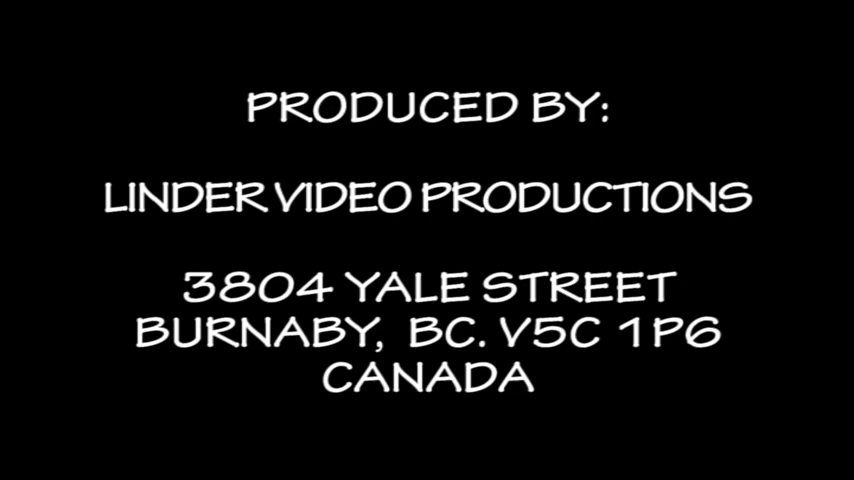 PRODUCED BY:
LINDER VIDEO PRODUCTIONS
3804 YALE STREET
BURNABY, BC. V5C 1P6
CANADA